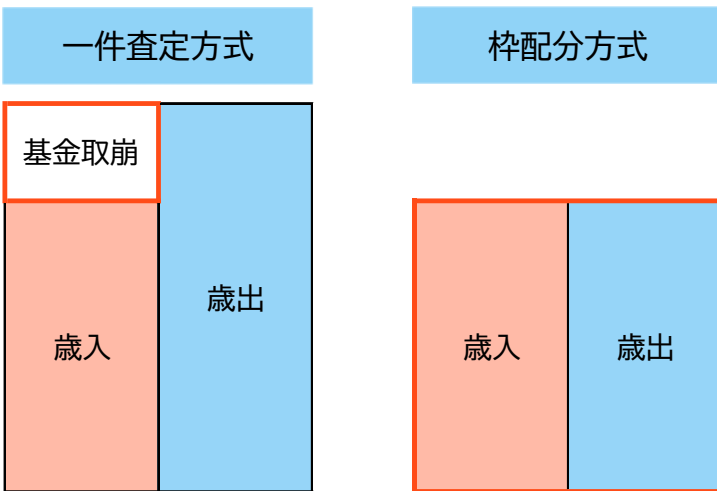 一件査定方式
枠配分方式
基金取崩
歳出
歳入
歳入
歳出